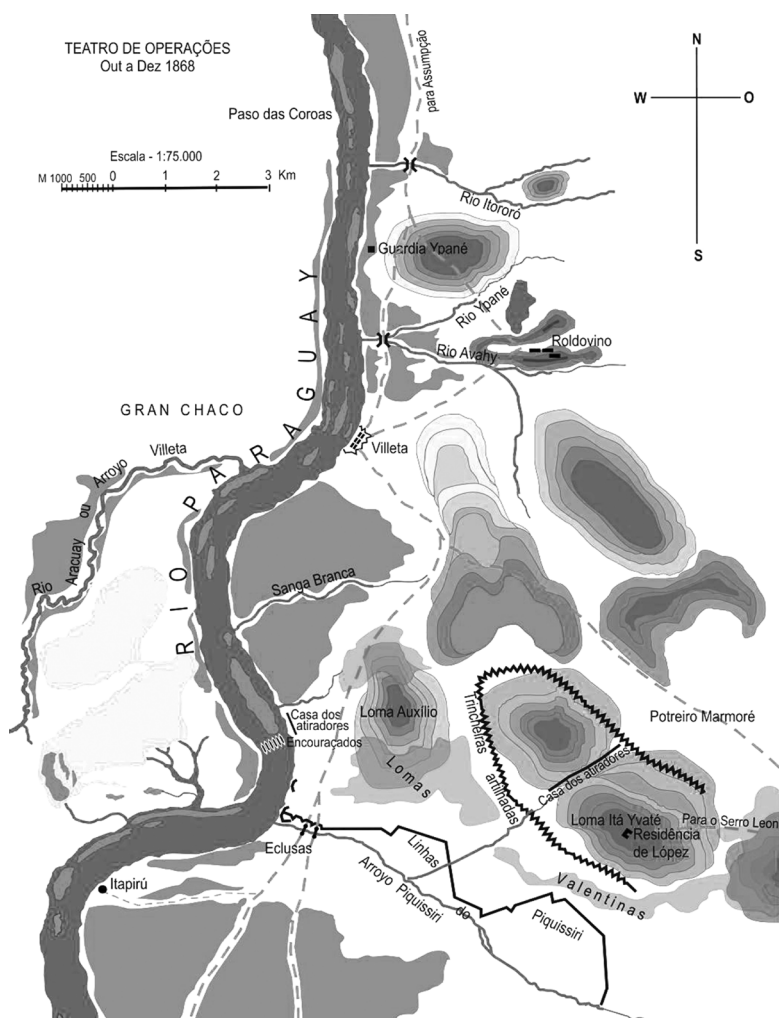 TEATRO DE OPERAÇÕES
Out a Dez 1868
Escala - 1:75.000
M 1000 500 0 1 2 3 Km
N
W O
S
para Assumpção
Paso das Coroas
Rio Itororó
Guardia Ypané
Rio Ypané
Rio Avahy
Roldovino
GRAN CHACO
RIO PARAGUAY
Villeta
Rio Aracuay ou Arroyo Villeta
Sanga Branca
Casa dos
atiradores
Encouraçados
Loma Auxílio
Lomas
Trincheiras artilhadas
Casa dos atiradores
Potreiro Marmoré
Loma Itá Yvaté
Residência
de López
Para o Serro Leon
Valentinas
Eclusas
Itapirú
Arroyo Piquissiri
Linhas do Piquissiri